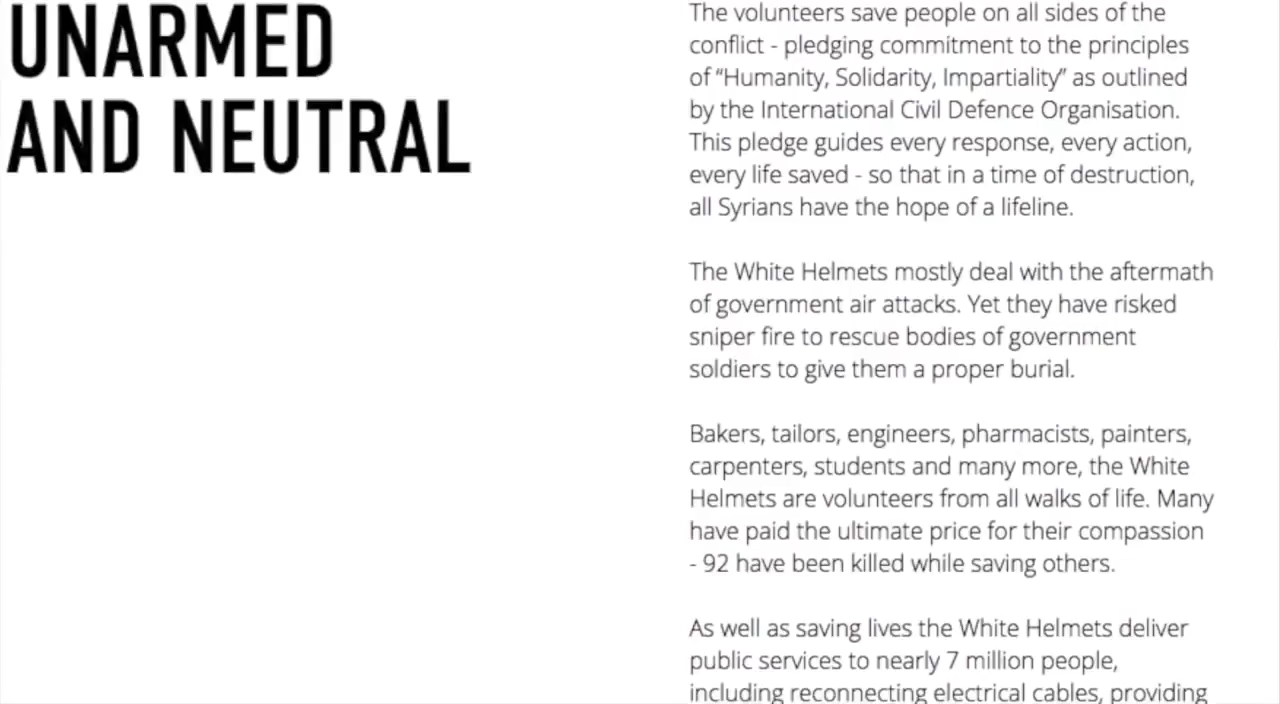 UNARMED
AND NEUTRAL
The volunteers save people on all sides of the
conflict - pledging commitment to the principles
of “Humanity, Solidarity, Impartiality” as outlined
by the International Civil Defence Organisation.
This pledge guides every response, every action,
every life saved - so that in a time of destruction,
all Syrians have the hope of a lifeline.
The White Helmets mostly deal with the aftermath
of government air attacks. Yet they have risked
sniper fire to rescue bodies of government
soldiers to give them a proper burial.
Bakers, tailors, engineers, pharmacists, painters,
carpenters, students and many more, the White
Helmets are volunteers from all walks of life. Many
have paid the ultimate price for their compassion
- 92 have been killed while saving others.
As well as saving lives the White Helmets deliver
public services to nearly 7 million people,
including reconnecting electrical cables, providing